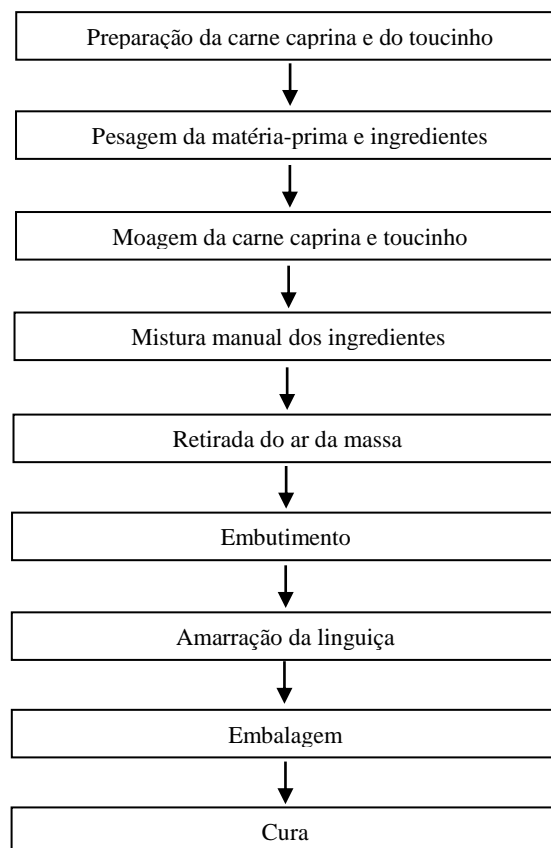 Preparação da carne caprina e do toucinho
Pesagem da matéria-prima e ingredientes
Moagem da carne caprina e toucinho
Mistura manual dos ingredientes
Retirada do ar da massa
Embutimento
Amarração da linguiça
Embalagem
Cura